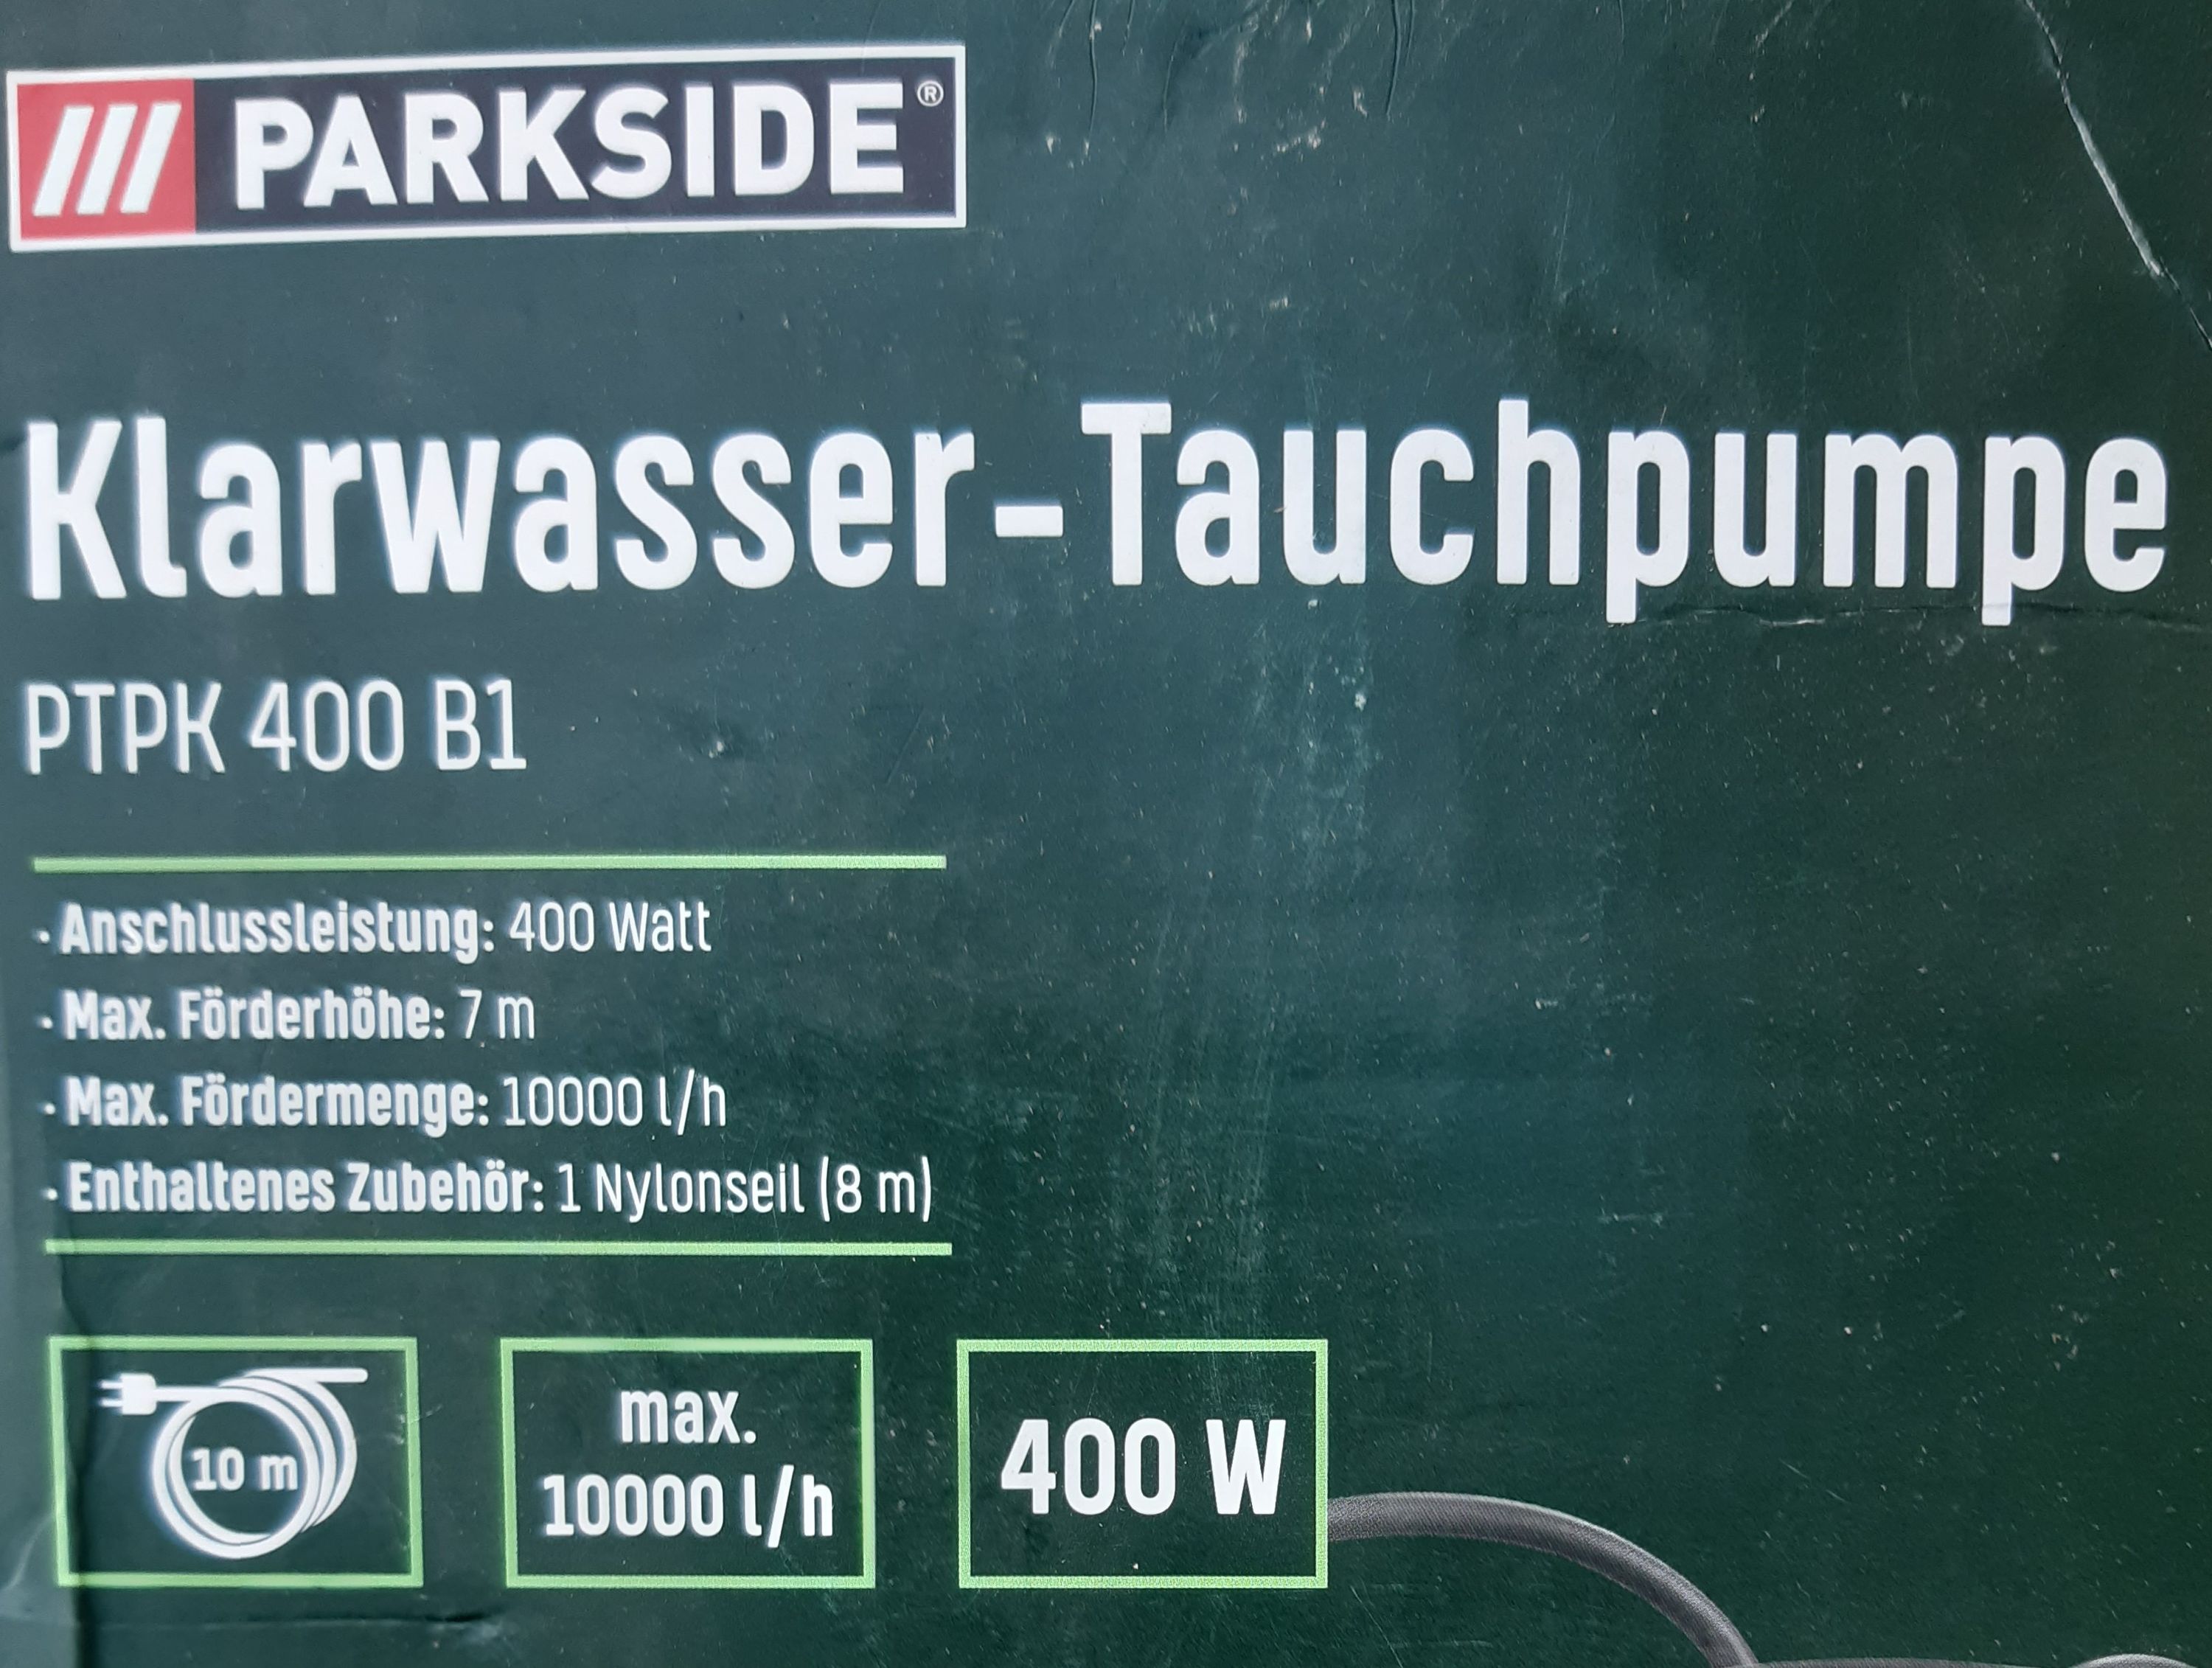 PARKSIDE®
Klarwasser-Tauchpumpe
PTPK 400 B1
· Anschlussleistung: 400 Watt
· Max. Förderhöhe: 7 m
· Max. Fördermenge: 10000 l/h
· Enthaltenes Zubehör: 1 Nylonseil (8 m)
10 m
max.
10000 l/h
400 W